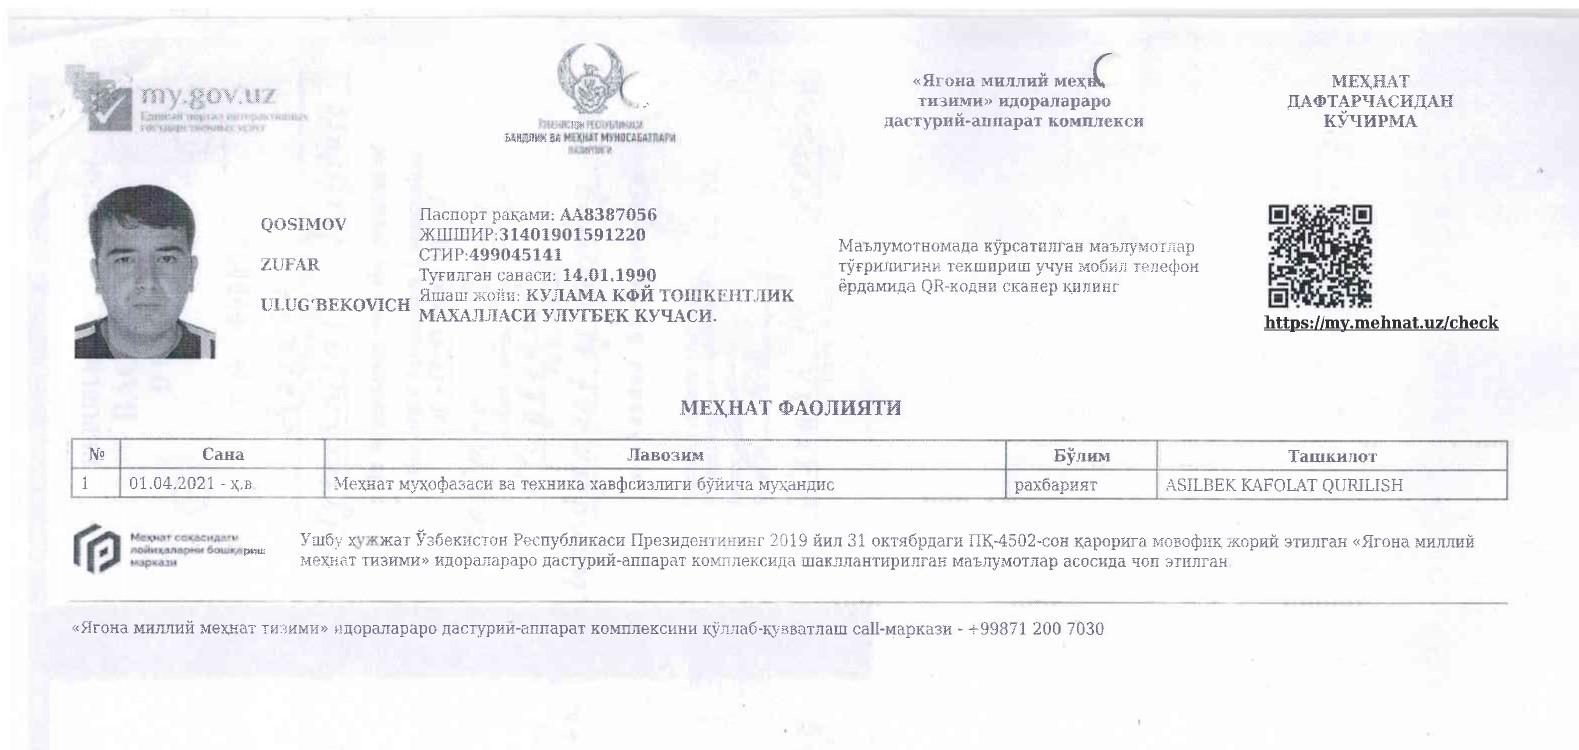 my.gov.uz
Единый портал интерактивных
государственных услуг
ЎЗБЕКИСТОН РЕСПУБЛИКАСИ
БАНДЛИК ВА МЕҲНАТ МУНОСАБАТЛАРИ
ВАЗИРЛИГИ
«Ягона миллий меҳн
тизими» идоралараро
дастурий-аппарат комплекси
МЕҲНАТ
ДАФТАРЧАСИДАН
КЎЧИРМА
QOSIMOV
ZUFAR
ULUG‘BEKOVICH
Паспорт рақами: AA8387056
ЖШШИР:31401901591220
СТИР:499045141
Туғилган санаси: 14.01.1990
Яшаш жойи: КУЛАМА КФЙ ТОШКЕНТЛИК
МАХАЛЛАСИ УЛУГБЕК КУЧАСИ.
Маълумотномада кўрсатилган маълумотлар
тўғрилигини текшириш учун мобил телефон
ёрдамида QR-кодни сканер қилинг
https://my.mehnat.uz/check
МЕҲНАТ ФАОЛИЯТИ
№ Сана Лавозим Бўлим Ташкилот
1 01.04.2021 - ҳ.в. Меҳнат муҳофазаси ва техника хавфсизлиги бўйича муҳандис рахбарият ASILBEK KAFOLAT QURILISH
Меҳнат соҳасидаги
лойиҳаларни бошқариш
маркази
Ушбу ҳужжат Ўзбекистон Республикаси Президентининг 2019 йил 31 октябрдаги ПҚ-4502-сон қарорига мовофиқ жорий этилган «Ягона миллий
меҳнат тизими» идоралараро дастурий-аппарат комплексида шакллантирилган маълумотлар асосида чоп этилган.
«Ягона миллий меҳнат тизими» идоралараро дастурий-аппарат комплексини қўллаб-қувватлаш call-маркази - +99871 200 7030